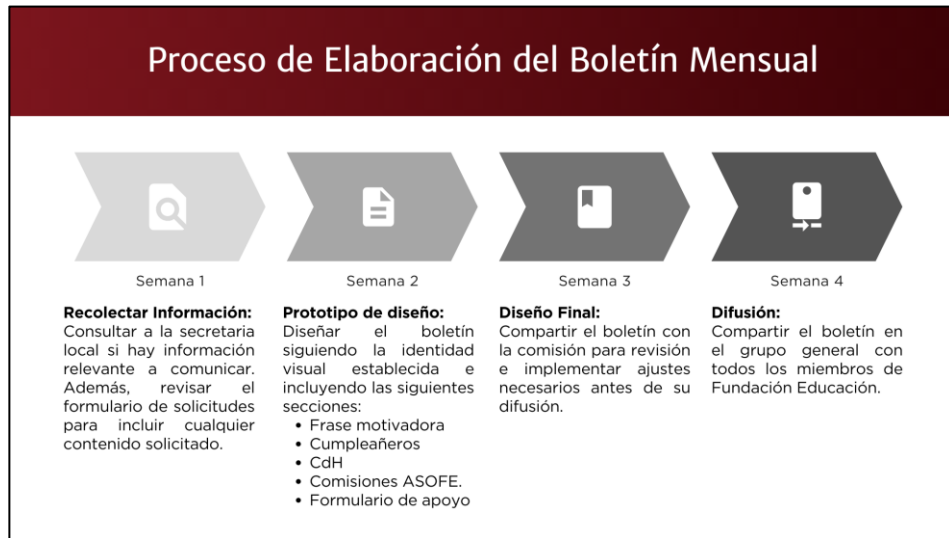 Proceso de Elaboración del Boletín Mensual
Semana 1
Recolectar Información:
Consultar a la secretaria
local si hay información
relevante a comunicar.
Además, revisar el
formulario de solicitudes
para incluir cualquier
contenido solicitado.
Semana 2
Prototipo de diseño:
Diseñar el boletín
siguiendo la identidad
visual establecida e
incluyendo las siguientes
secciones:
• Frase motivadora
• Cumpleañeros
• CdH
• Comisiones ASOFE.
• Formulario de apoyo
Semana 3
Diseño Final:
Compartir el boletín con
la comisión para revisión
e implementar ajustes
necesarios antes de su
difusión.
Semana 4
Difusión:
Compartir el boletín en
el grupo general con
todos los miembros de
Fundación Educación.